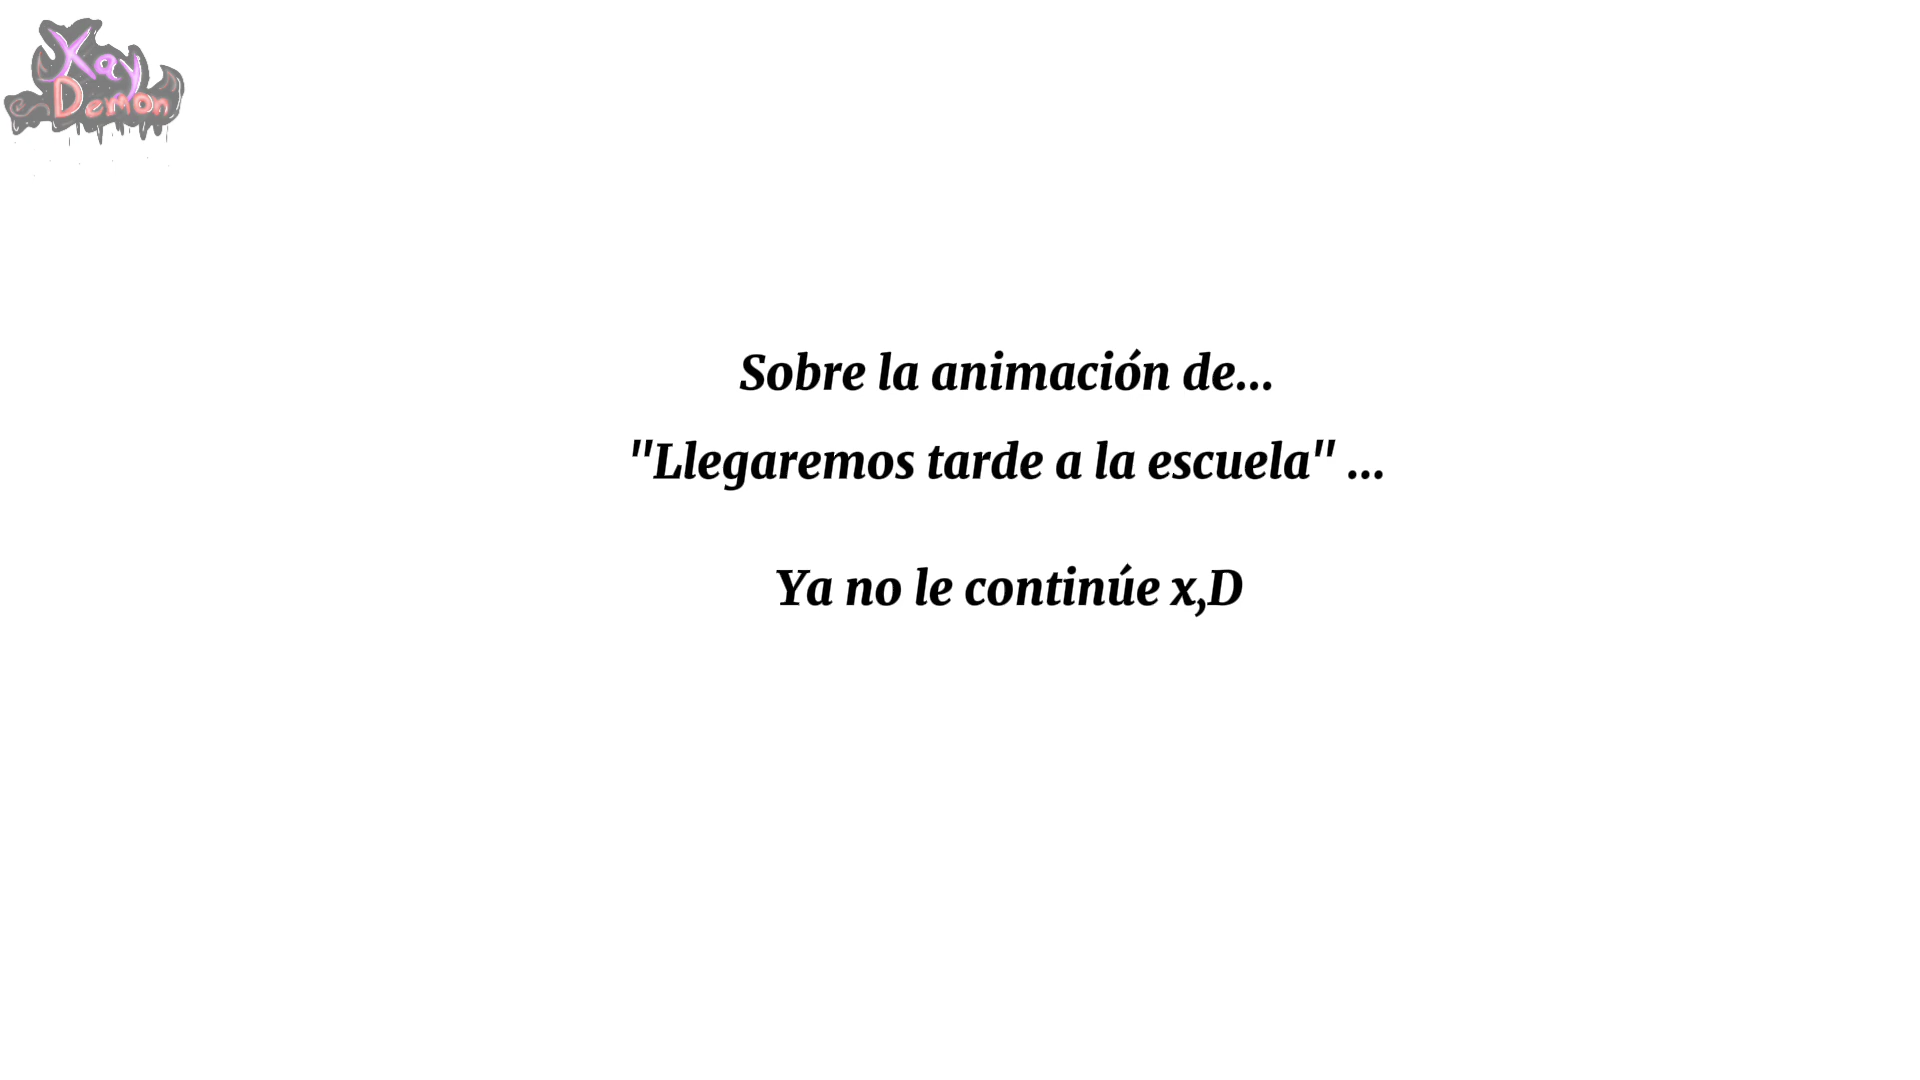 Xay
Demon
Sobre la animación de...
"Llegaremos tarde a la escuela" ...
Ya no le continúe x,D